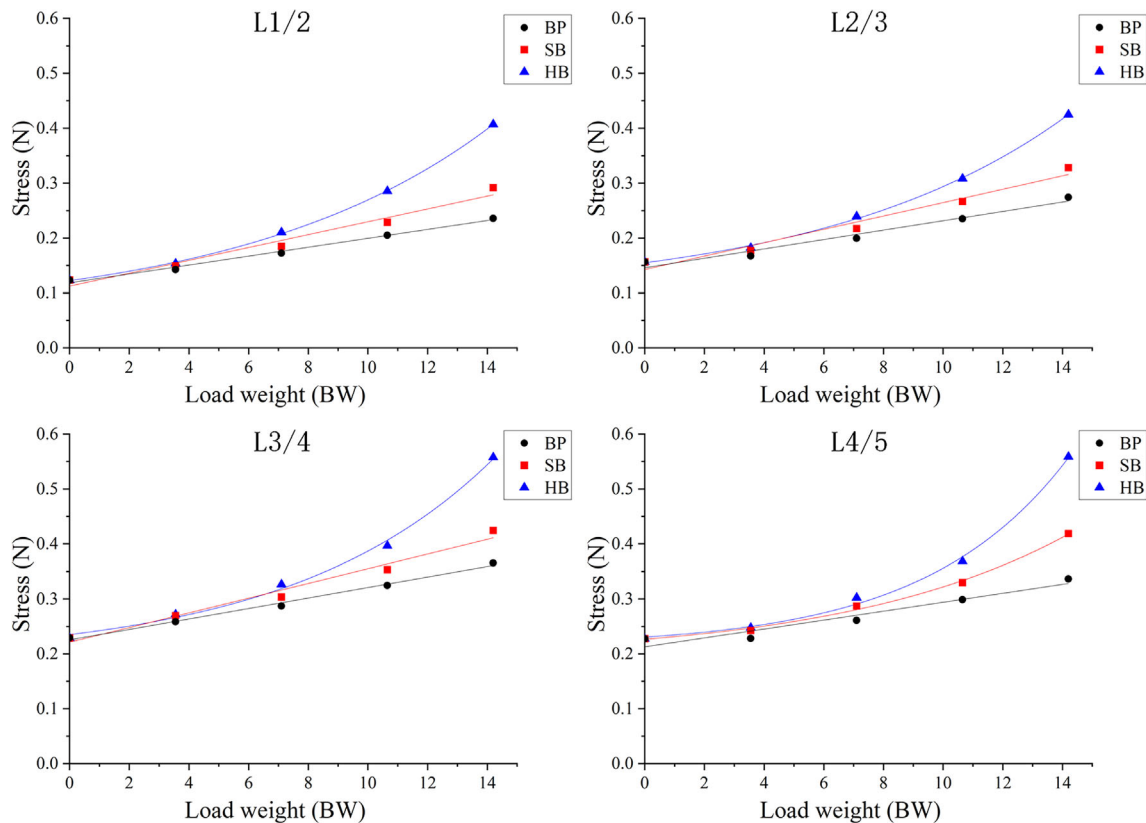 L1/2
BP
SB
HB
0.6
0.5
0.4
0.3
0.2
0.1
0.0
Stress (N)
0 2 4 6 8 10 12 14
Load weight (BW)
L2/3
BP
SB
HB
0.6
0.5
0.4
0.3
0.2
0.1
0.0
Stress (N)
0 2 4 6 8 10 12 14
Load weight (BW)
L3/4
BP
SB
HB
0.6
0.5
0.4
0.3
0.2
0.1
0.0
Stress (N)
0 2 4 6 8 10 12 14
Load weight (BW)
L4/5
BP
SB
HB
0.6
0.5
0.4
0.3
0.2
0.1
0.0
Stress (N)
0 2 4 6 8 10 12 14
Load weight (BW)